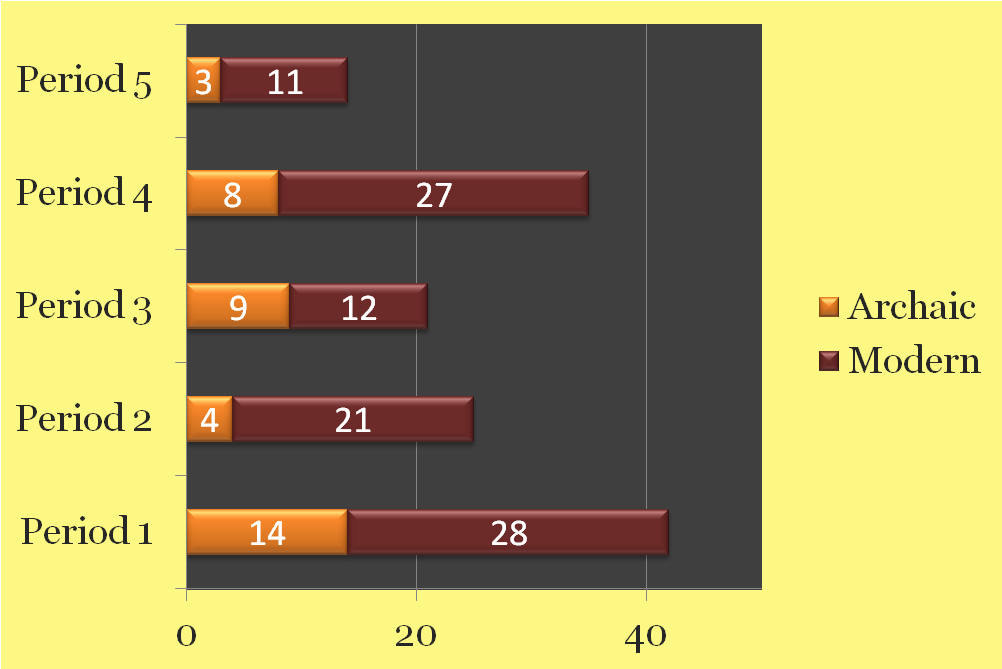 Period 5
3 11
Period 4
8 27
Period 3
9 12
Period 2
4 21
Period 1
14 28
0 20 40
Archaic
Modern